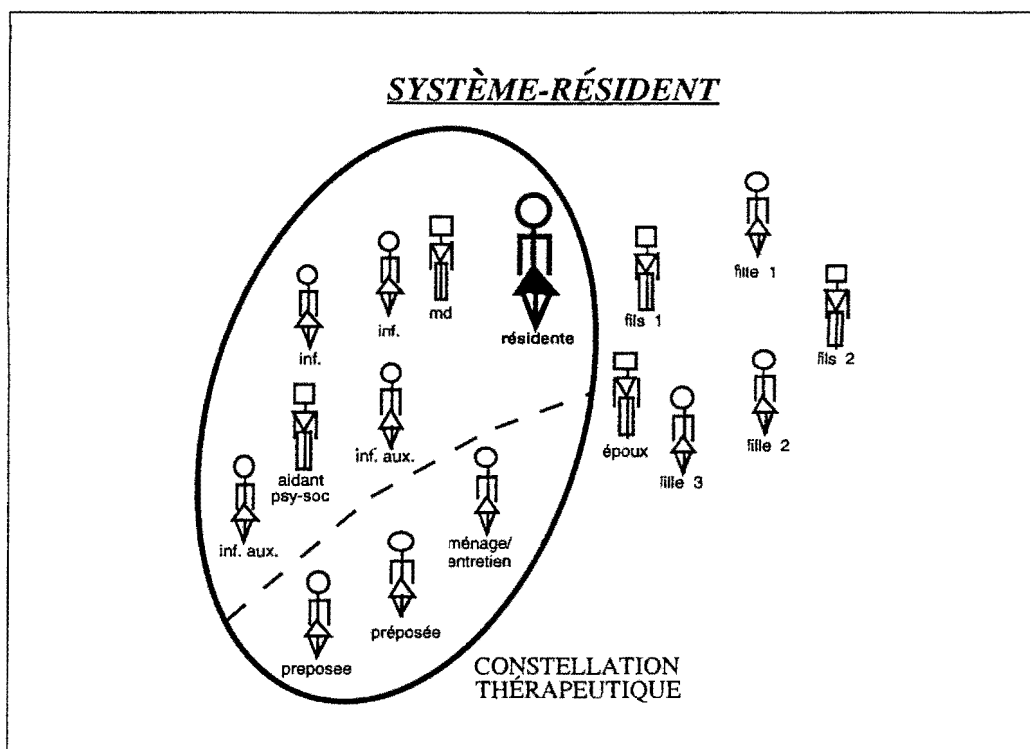 SYSTÈME-RÉSIDENT
fille 1
inf.
md
résidente
fils 1
fils 2
inf.
inf. aux.
époux
fille 3
fille 2
aidant
psy-soc
inf. aux.
ménage/
entretien
préposée
preposee
CONSTELLATION
THÉRAPEUTIQUE